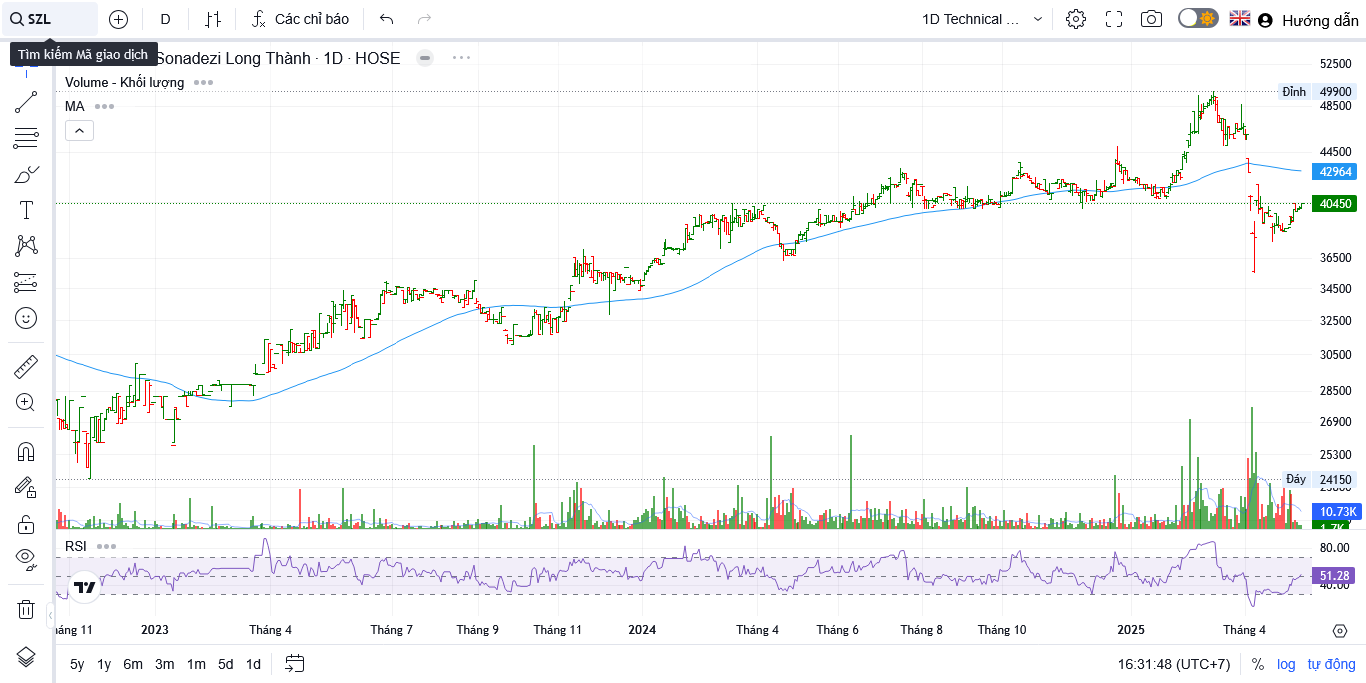 SZL
D
Các chỉ báo
1D Technical ...
Hướng dẫn
Tìm kiếm Mã giao dịch
Sonadezi Long Thành · 1D · HOSE
Volume - Khối lượng
MA
52500
Đỉnh 49900
48500
44500
42964
40450
36500
34500
32500
30500
28500
26900
25300
Đáy 24150
10.73K
1.7K
RSI
80.00
51.28
40.00
háng 11
2023
Tháng 4
Tháng 7
Tháng 9
Tháng 11
2024
Tháng 4
Tháng 6
Tháng 8
Tháng 10
2025
Tháng 4
5y 1y 6m 3m 1m 5d 1d
16:31:48 (UTC+7)
% log tự động